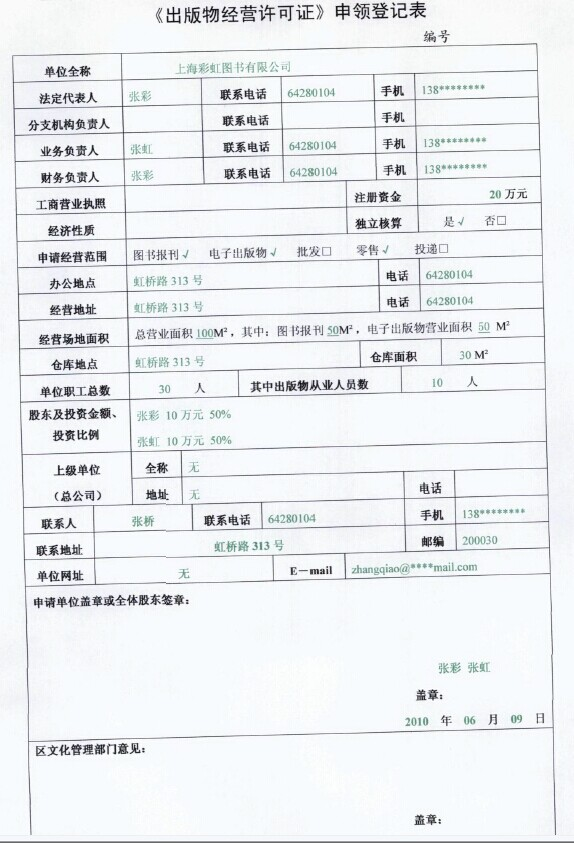 《出版物经营许可证》申领登记表
编号
单位全称 上海彩虹图书有限公司
法定代表人 张彩 联系电话 64280104 手机 138********
分支机构负责人 联系电话 手机
业务负责人 张虹 联系电话 64280104 手机 138********
财务负责人 张彩 联系电话 64280104 手机 138********
工商营业执照 注册资金 20 万元
经济性质 独立核算 是√ 否□
申请经营范围 图书报刊√ 电子出版物√ 批发□ 零售√ 投递□
办公地点 虹桥路 313 号 电话 64280104
经营地址 虹桥路 313 号 电话 64280104
经营场地面积 总营业面积 100M²，其中：图书报刊 50M²，电子出版物营业面积 50 M²
仓库地点 虹桥路 313 号 仓库面积 30 M²
单位职工总数 30 人 其中出版物从业人员数 10 人
股东及投资金额、 张彩 10 万元 50%
投资比例 张虹 10 万元 50%
上级单位 全称 无
（总公司） 地址 无 电话
联系人 张桥 联系电话 64280104 手机 138********
联系地址 虹桥路 313 号 邮编 200030
单位网址 无 E－mail zhangqiao@****mail.com
申请单位盖章或全体股东签章：
张彩 张虹
盖章：
2010 年 06 月 09 日
区文化管理部门意见：
盖章：